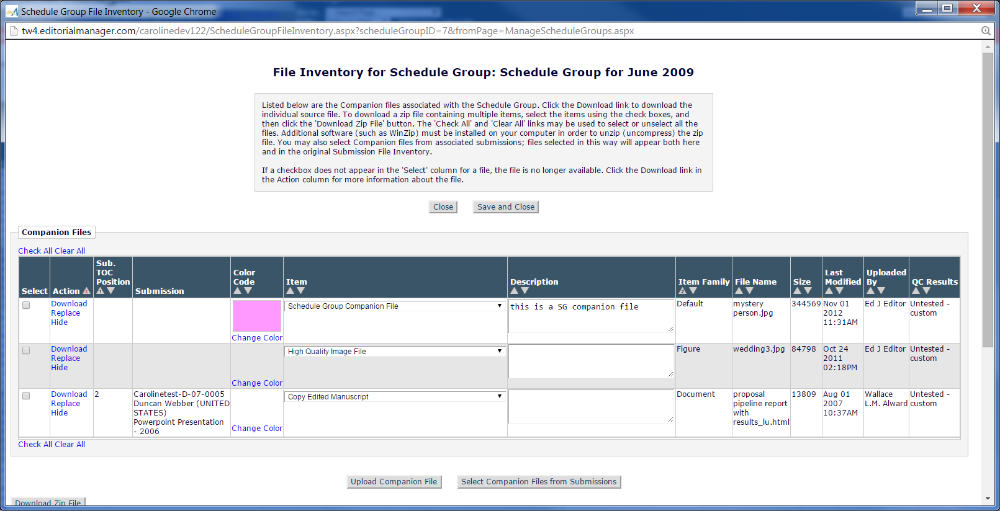 Schedule Group File Inventory - Google Chrome
tw4.editorialmanager.com/carolinedev122/ScheduleGroupFileInventory.aspx?scheduleGroupID=7&fromPage=ManageScheduleGroups.aspx
File Inventory for Schedule Group: Schedule Group for June 2009
Listed below are the Companion files associated with the Schedule Group. Click the Download link to download the
individual source file. To download a zip file containing multiple items, select the items using the check boxes, and
then click the 'Download Zip File' button. The 'Check All' and 'Clear All' links may be used to select or unselect all the
files. Additional software (such as WinZip) must be installed on your computer in order to unzip (uncompress) the zip
file. You may also select Companion files from associated submissions; files selected in this way will appear both here
and in the original Submission File Inventory.
If a checkbox does not appear in the 'Select' column for a file, the file is no longer available. Click the Download link in
the Action column for more information about the file.
Close Save and Close
Companion Files
Check All Clear All
Select
Action
Sub.
TOC
Position
Submission
Color
Code
Item
Description
Item Family
File Name
Size
Last
Modified
Uploaded
By
QC Results
Download
Replace
Hide
Change Color
Schedule Group Companion File
this is a SG companion file
Default
mystery
person.jpg
344569
Nov 01
2012
11:31AM
Ed J Editor
Untested -
custom
Download
Replace
Hide
Change Color
High Quality Image File
Figure
wedding3.jpg
84798
Oct 24
2011
02:18PM
Ed J Editor
Untested -
custom
Download
Replace
Hide
2
Carolinetest-D-07-0005
Duncan Webber (UNITED
STATES)
Powerpoint Presentation
- 2006
Change Color
Copy Edited Manuscript
Document
proposal
pipeline report
with
results_lu.html
13809
Aug 01
2007
10:37AM
Wallace
L.M. Alward
Untested -
custom
Check All Clear All
Upload Companion File Select Companion Files from Submissions
Download Zip File